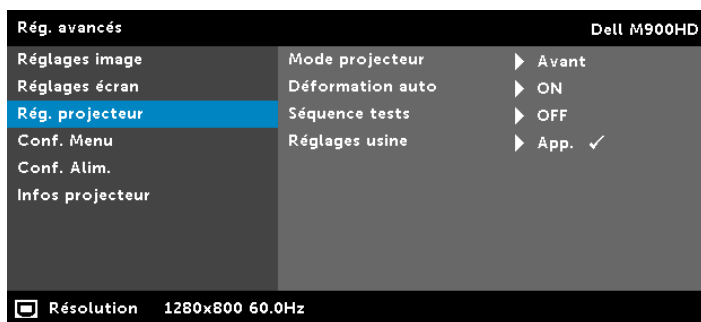 Rég. avancés Dell M900HD
Réglages image Mode projecteur Avant
Réglages écran Déformation auto ON
Rég. projecteur Séquence tests OFF
Conf. Menu Réglages usine App. ✓
Conf. Alim.
Infos projecteur
Résolution 1280x800 60.0Hz